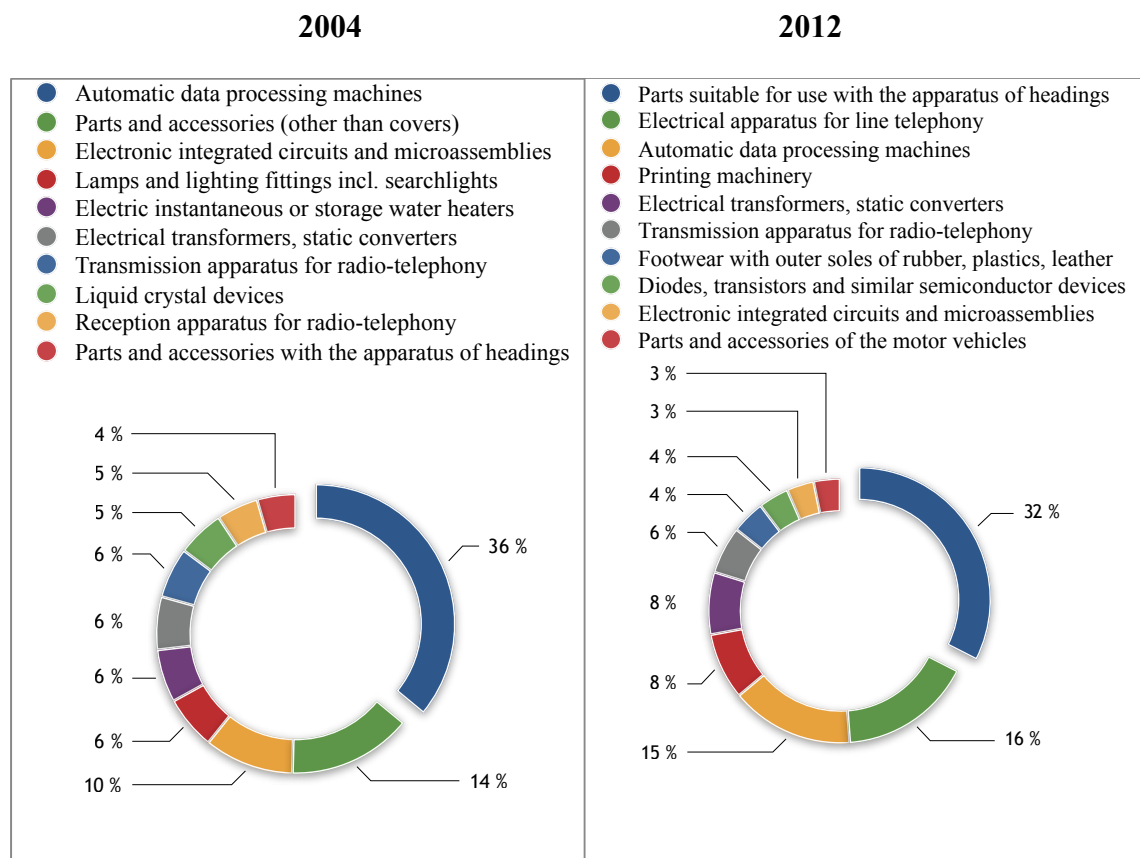 2004
Automatic data processing machines
Parts and accessories (other than covers)
Electronic integrated circuits and microassemblies
Lamps and lighting fittings incl. searchlights
Electric instantaneous or storage water heaters
Electrical transformers, static converters
Transmission apparatus for radio-telephony
Liquid crystal devices
Reception apparatus for radio-telephony
Parts and accessories with the apparatus of headings
4 %
5 %
5 %
6 %
6 %
6 %
6 %
10 %
14 %
36 %
2012
Parts suitable for use with the apparatus of headings
Electrical apparatus for line telephony
Automatic data processing machines
Printing machinery
Electrical transformers, static converters
Transmission apparatus for radio-telephony
Footwear with outer soles of rubber, plastics, leather
Diodes, transistors and similar semiconductor devices
Electronic integrated circuits and microassemblies
Parts and accessories of the motor vehicles
3 %
3 %
4 %
4 %
6 %
8 %
8 %
15 %
16 %
32 %